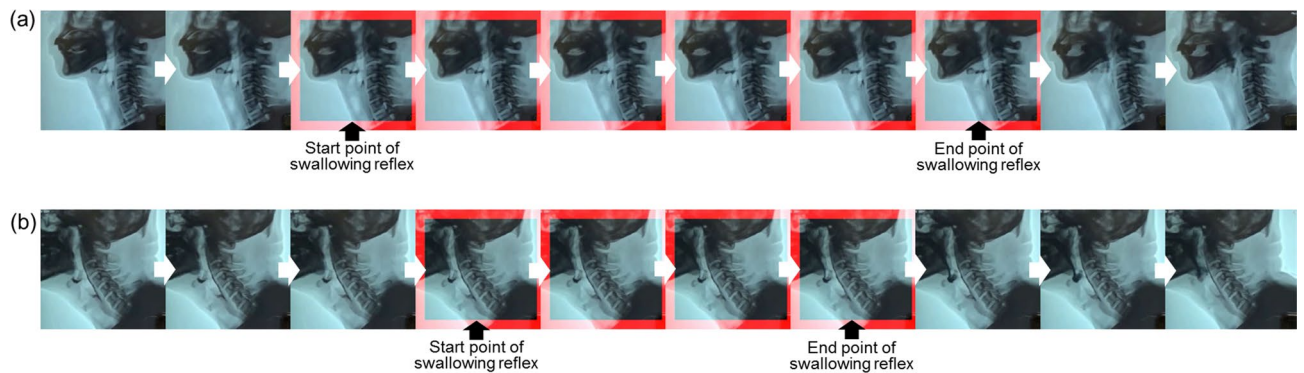 (a)
Start point of
swallowing reflex
End point of
swallowing reflex
(b)
Start point of
swallowing reflex
End point of
swallowing reflex